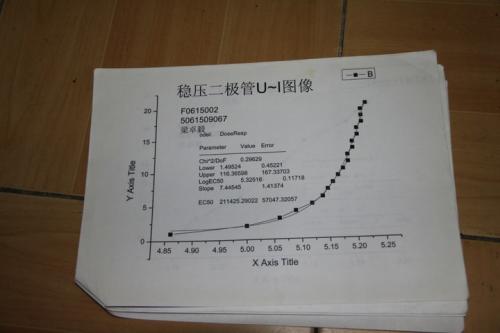 B
稳压二极管U~I图像
F0615002
5061509067
梁卓毅
odel: DoseResp
Parameter Value Error
Chi^2/DoF 0.29629
Lower 1.49524 0.45221
Upper 116.36598 167.33703
LogEC50 5.32516 0.11718
Slope 7.44545 1.41374
EC50 211425.29022 57047.32057
Y Axis Title
20
15
10
5
0
4.85 4.90 4.95 5.00 5.05 5.10 5.15 5.20 5.25
X Axis Title